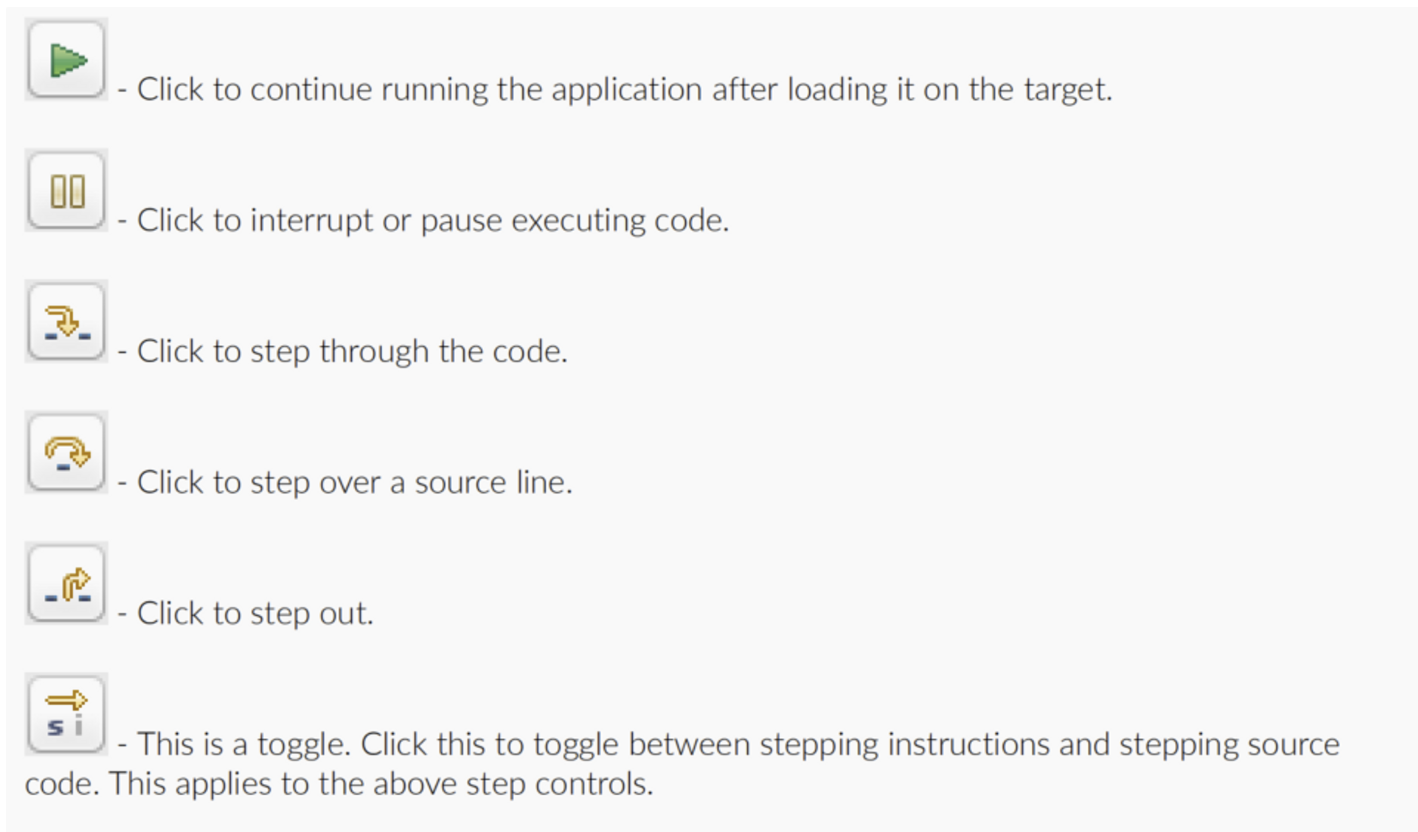 - Click to continue running the application after loading it on the target.
- Click to interrupt or pause executing code.
- Click to step through the code.
- Click to step over a source line.
- Click to step out.
s i - This is a toggle. Click this to toggle between stepping instructions and stepping source
code. This applies to the above step controls.